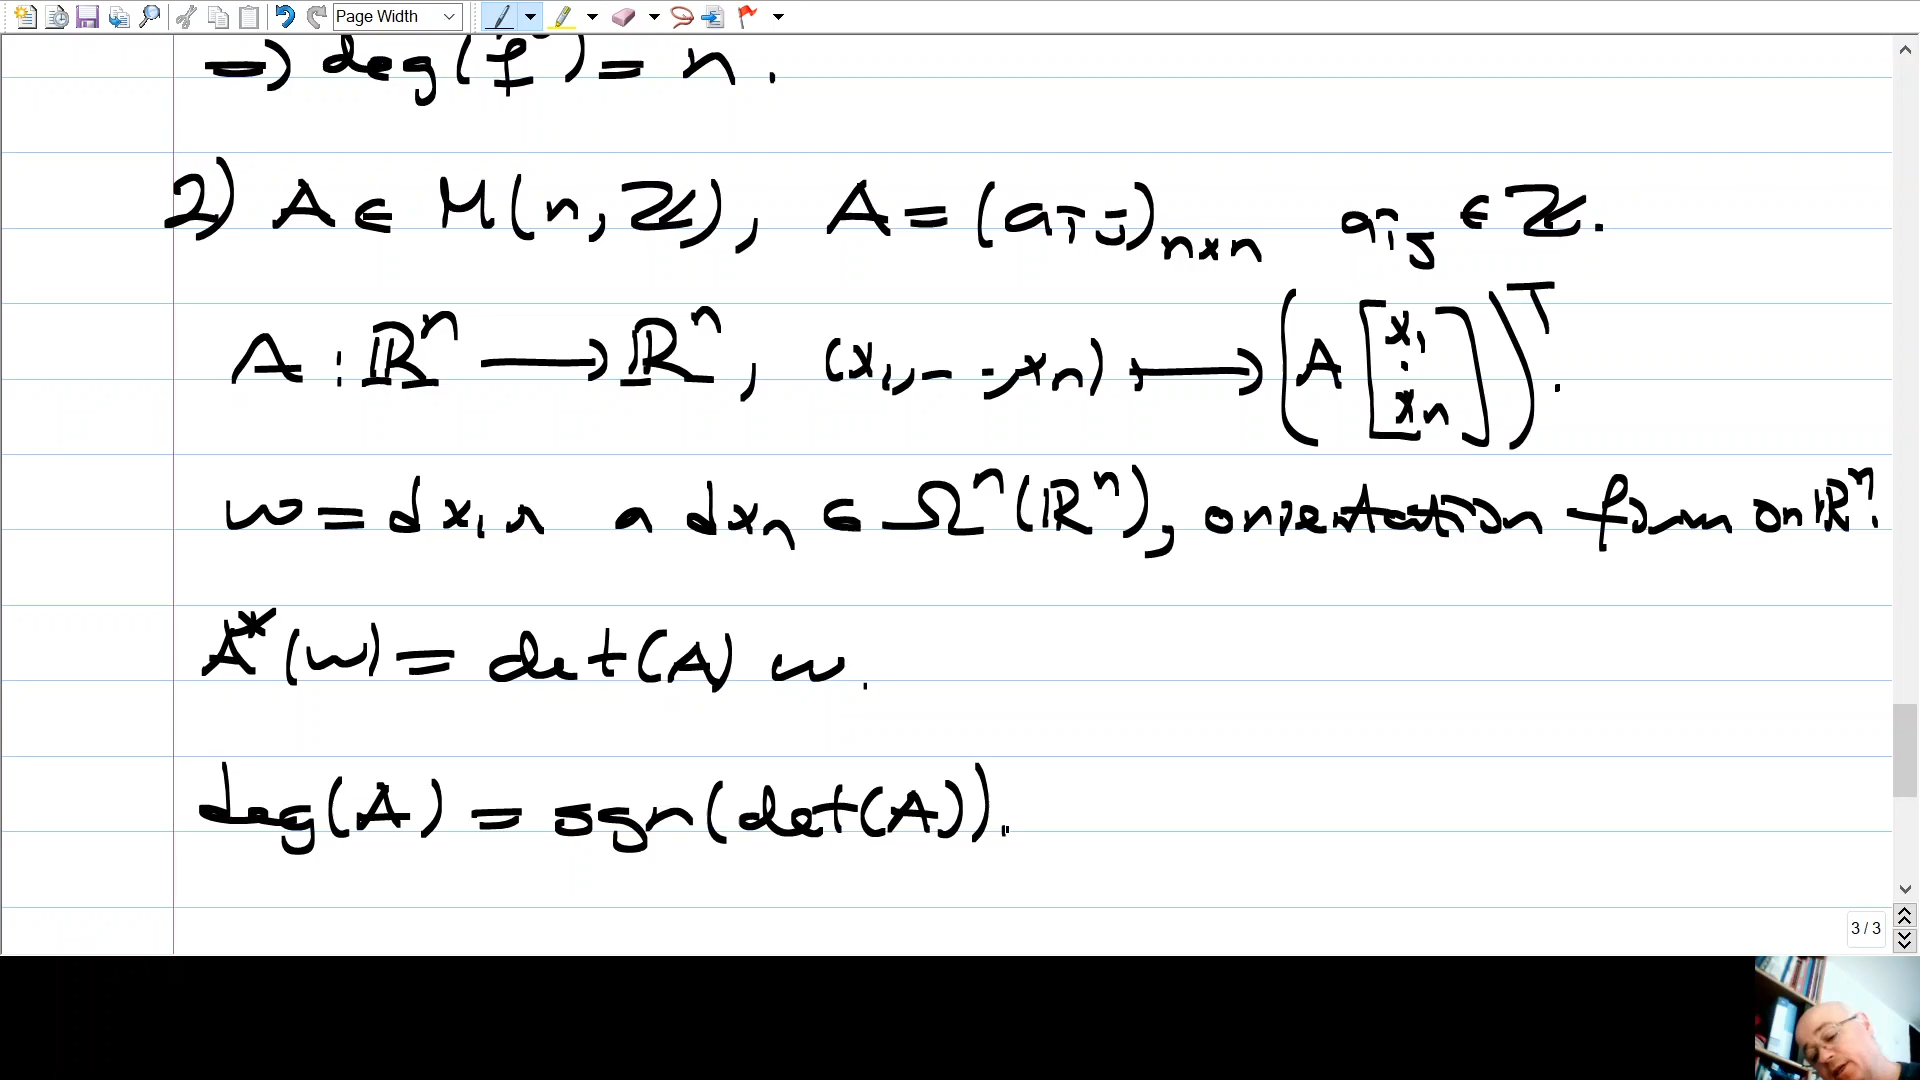 Page Width
⇒ deg(f) = n.
2) A ∈ M(n, ℤ), A = (aij)n×n aij ∈ ℤ.
A : ℝⁿ ⟶ ℝⁿ, (x₁, - -, xn) ⟼ (A [x₁ : xn])ᵀ.
w = dx₁ ∧ ∧ dxn ∈ Ωⁿ(ℝⁿ), orientation form on ℝⁿ.
A*(w) = det(A) w.
deg(A) = sgn(det(A)).
3 / 3